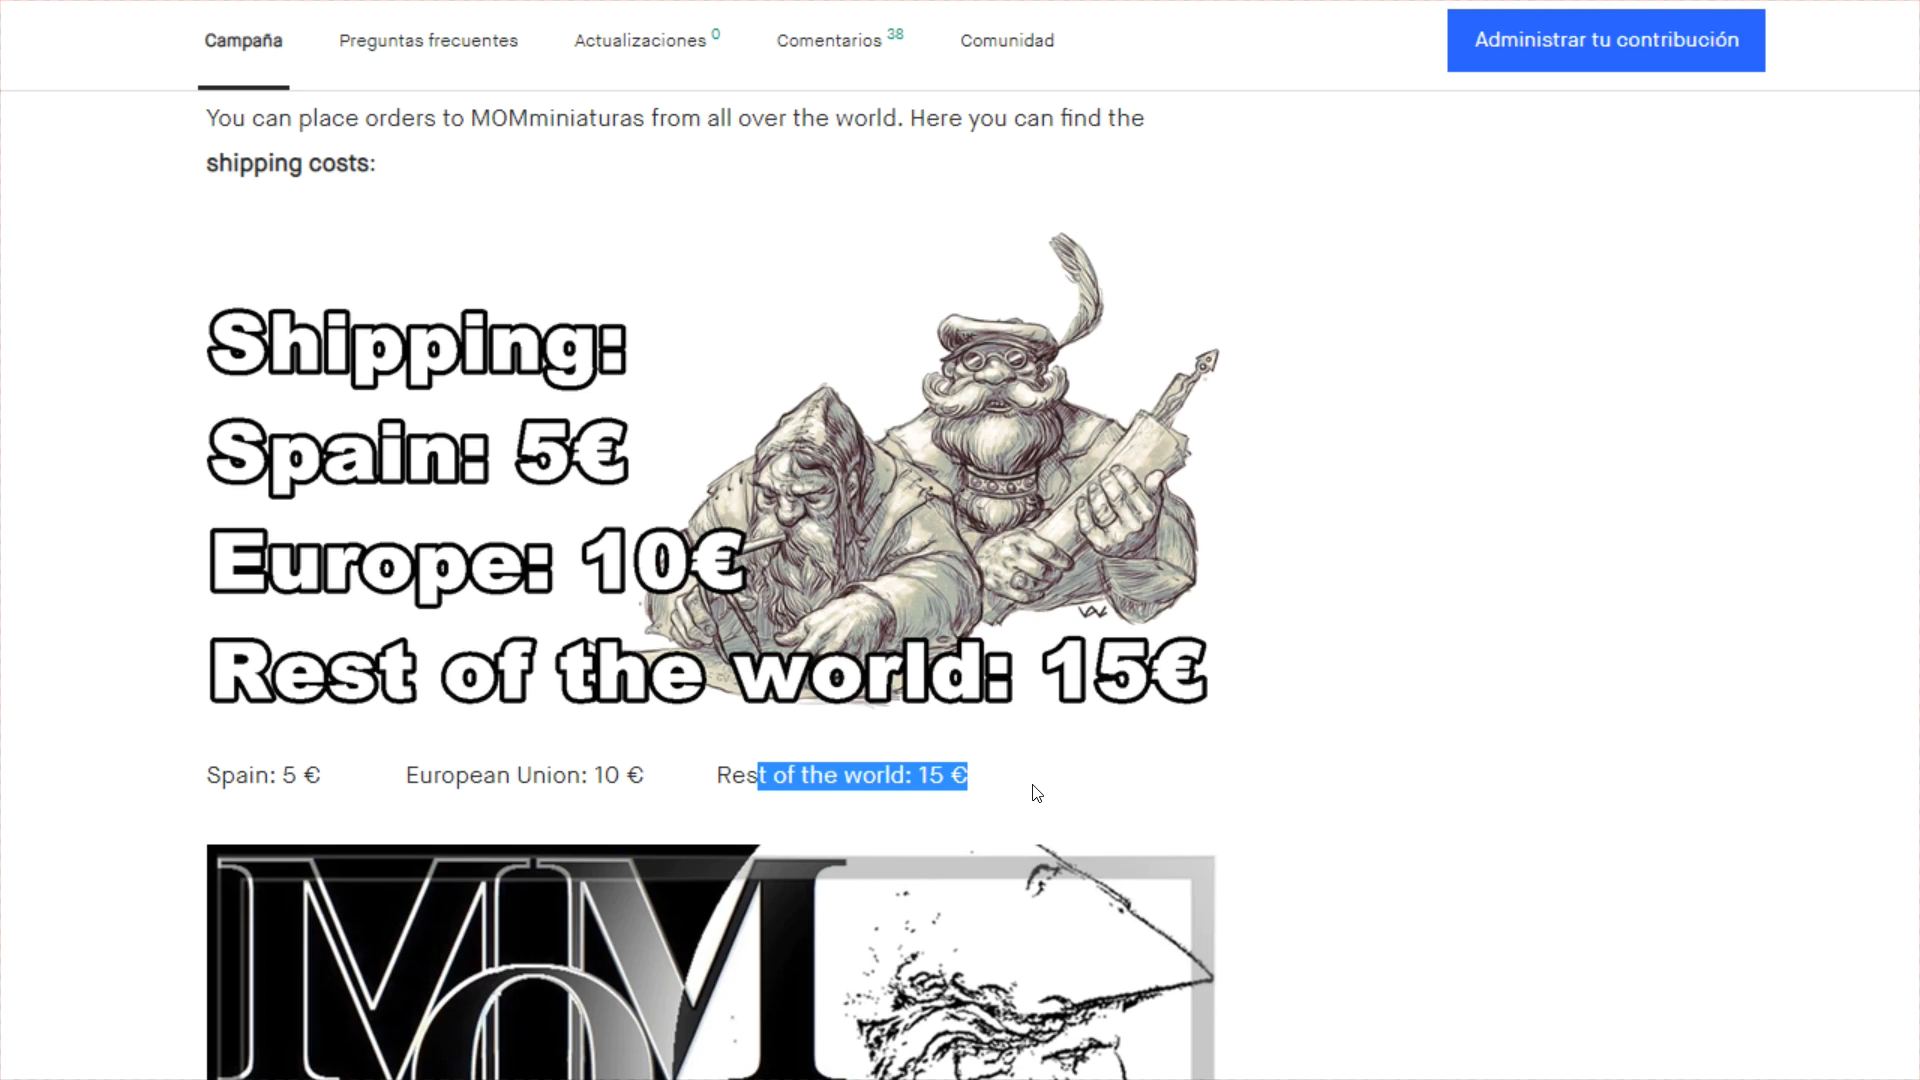 Campaña Preguntas frecuentes Actualizaciones 0 Comentarios 38 Comunidad Administrar tu contribución
You can place orders to MOMminiaturas from all over the world. Here you can find the
shipping costs:
Shipping:
Spain: 5€
Europe: 10€
Rest of the world: 15€
Spain: 5 € European Union: 10 € Rest of the world: 15 €
MOM